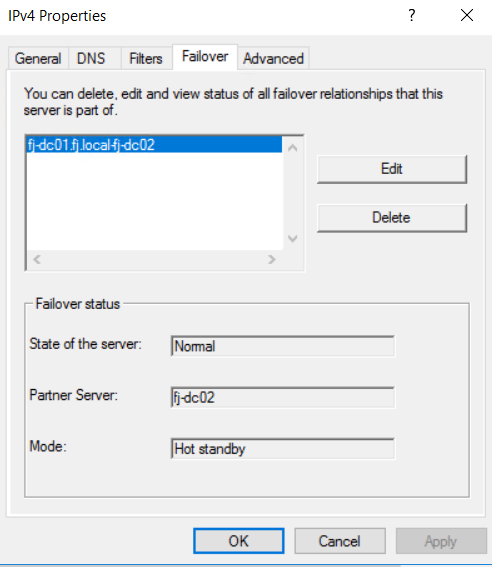 IPv4 Properties
?
General DNS Filters Failover Advanced
You can delete, edit and view status of all failover relationships that this
server is part of.
fj-dc01.fj.local-fj-dc02
Edit
Delete
Failover status
State of the server: Normal
Partner Server: fj-dc02
Mode: Hot standby
OK Cancel Apply